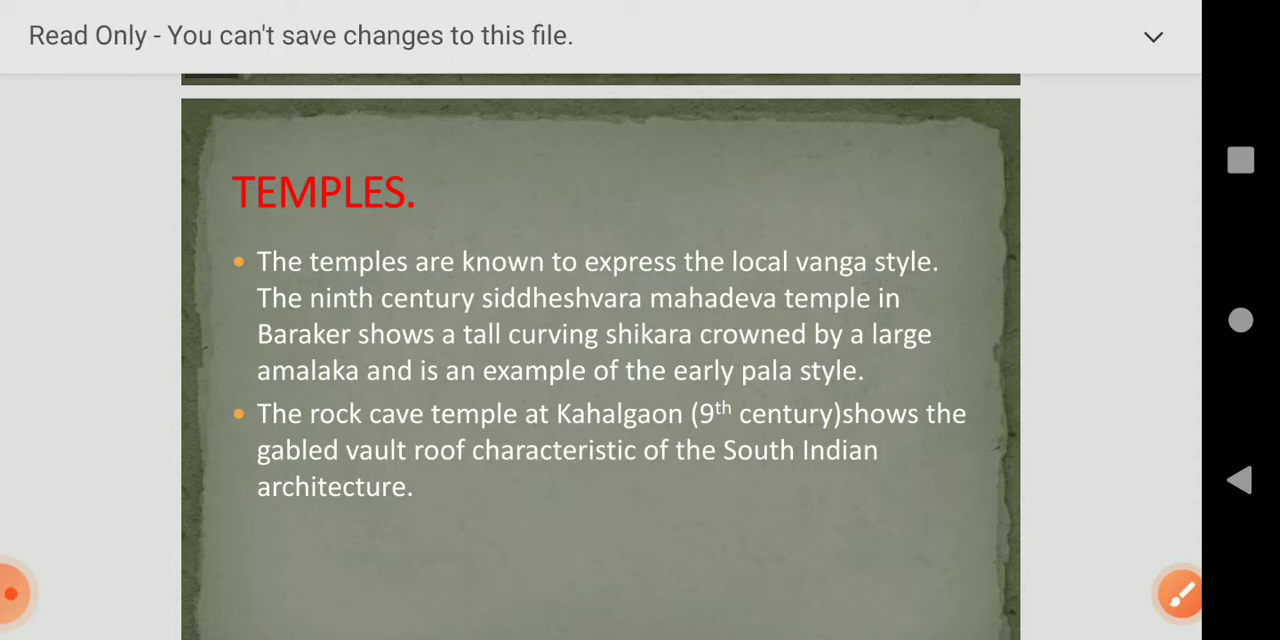 Read Only - You can't save changes to this file.
TEMPLES.
• The temples are known to express the local vanga style.
The ninth century siddheshvara mahadeva temple in
Baraker shows a tall curving shikara crowned by a large
amalaka and is an example of the early pala style.
• The rock cave temple at Kahalgaon (9th century)shows the
gabled vault roof characteristic of the South Indian
architecture.